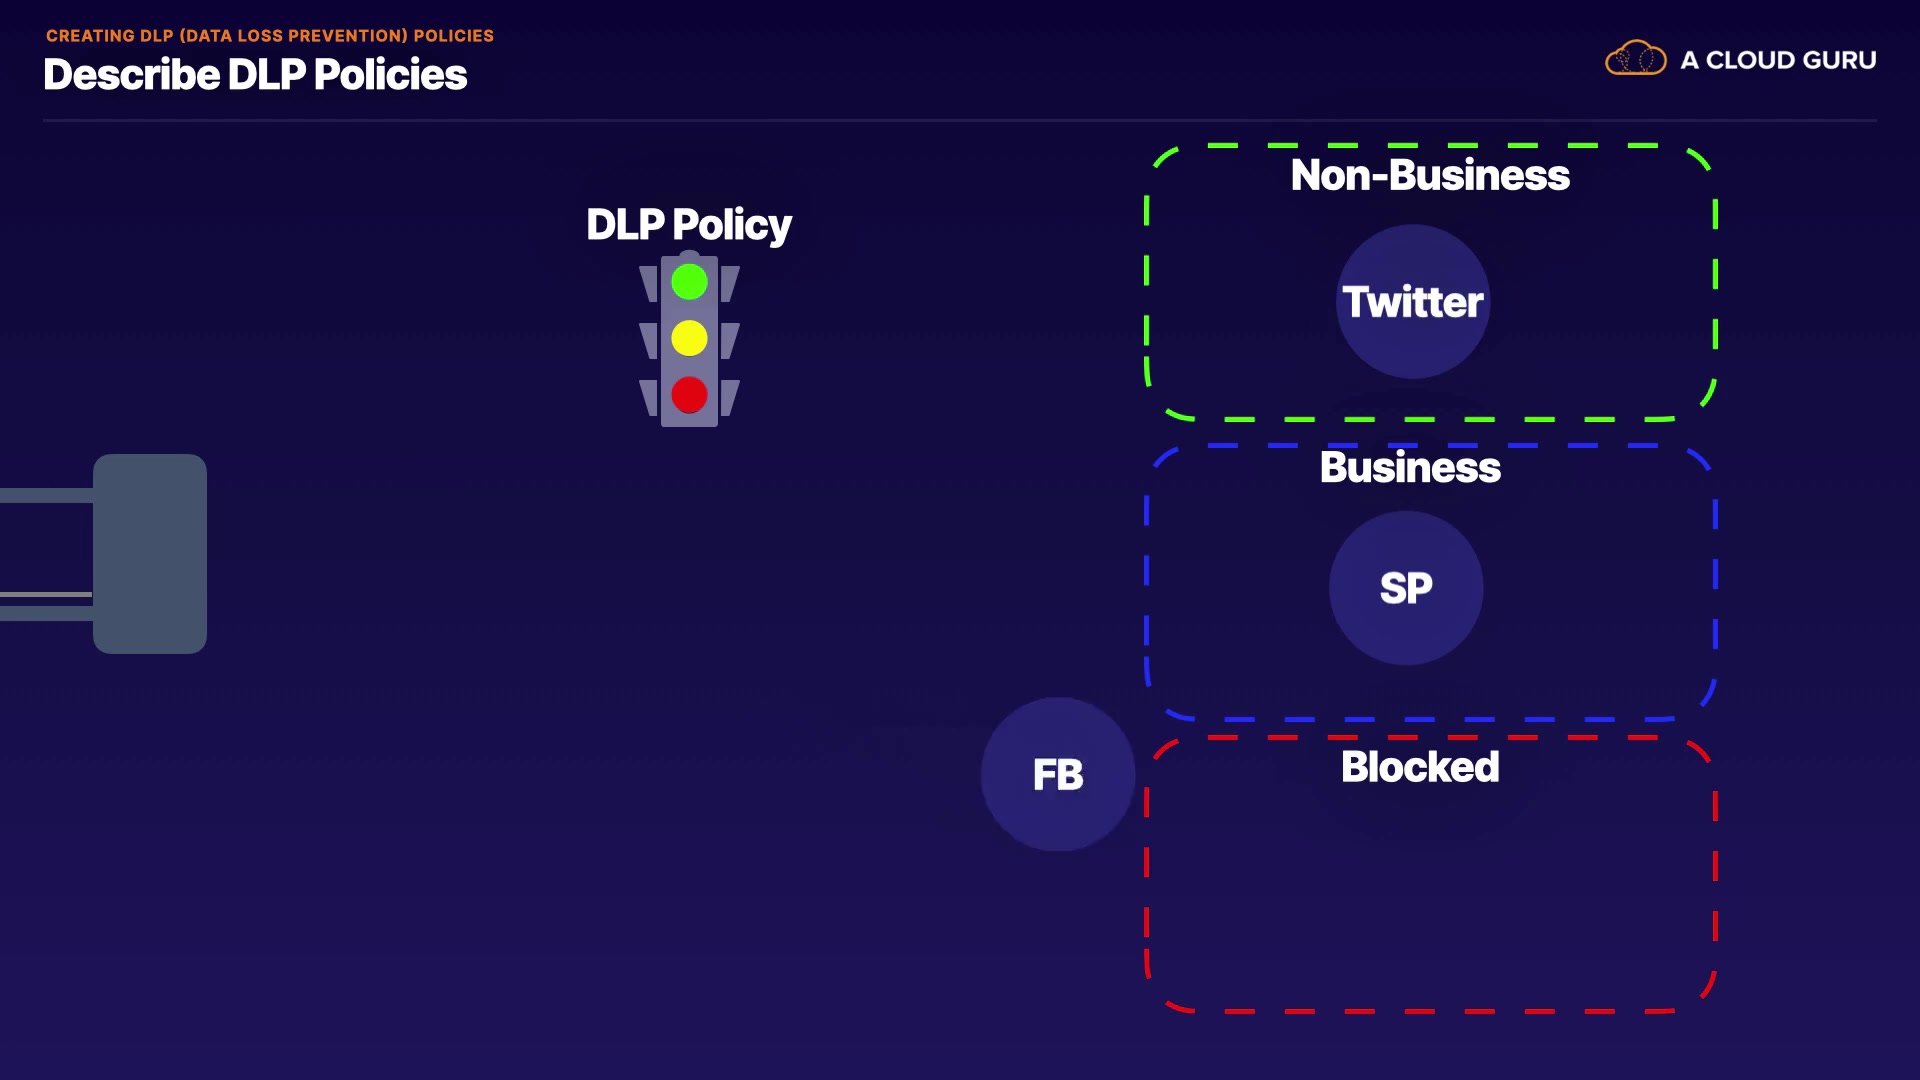 CREATING DLP (DATA LOSS PREVENTION) POLICIES
Describe DLP Policies
A CLOUD GURU
DLP Policy
Non-Business
Twitter
Business
SP
FB
Blocked